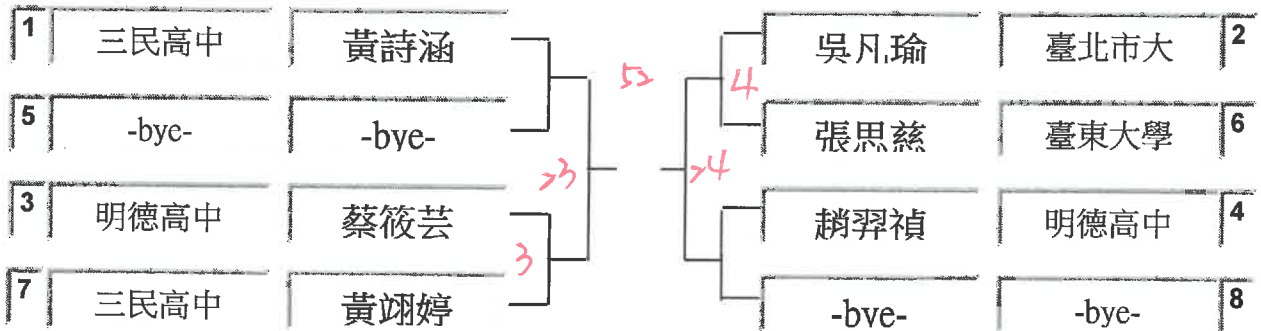 1 三民高中 黃詩涵 吳凡瑜 臺北市大 2
52 4
5 -bye- -bye- 張思慈 臺東大學 6
>3 >4
3 明德高中 蔡筱芸 趙羿禎 明德高中 4
3
7 三民高中 黃翊婷 -bye- -bye- 8